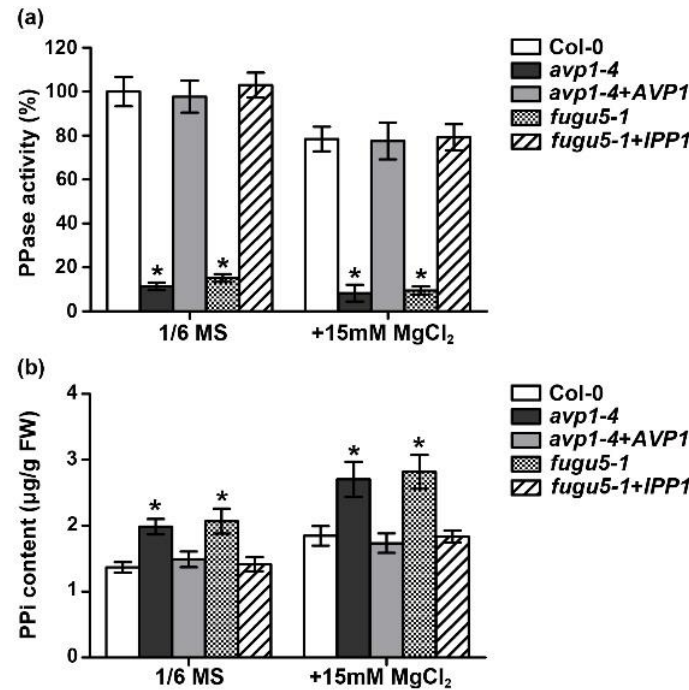 (a)
PPase activity (%)
120
100
80
60
40
20
0
* * * *
1/6 MS +15mM MgCl₂
Col-0
avp1-4
avp1-4+AVP1
fugu5-1
fugu5-1+IPP1
(b)
PPi content (µg/g FW)
4
3
2
1
0
* * * *
1/6 MS +15mM MgCl₂
Col-0
avp1-4
avp1-4+AVP1
fugu5-1
fugu5-1+IPP1